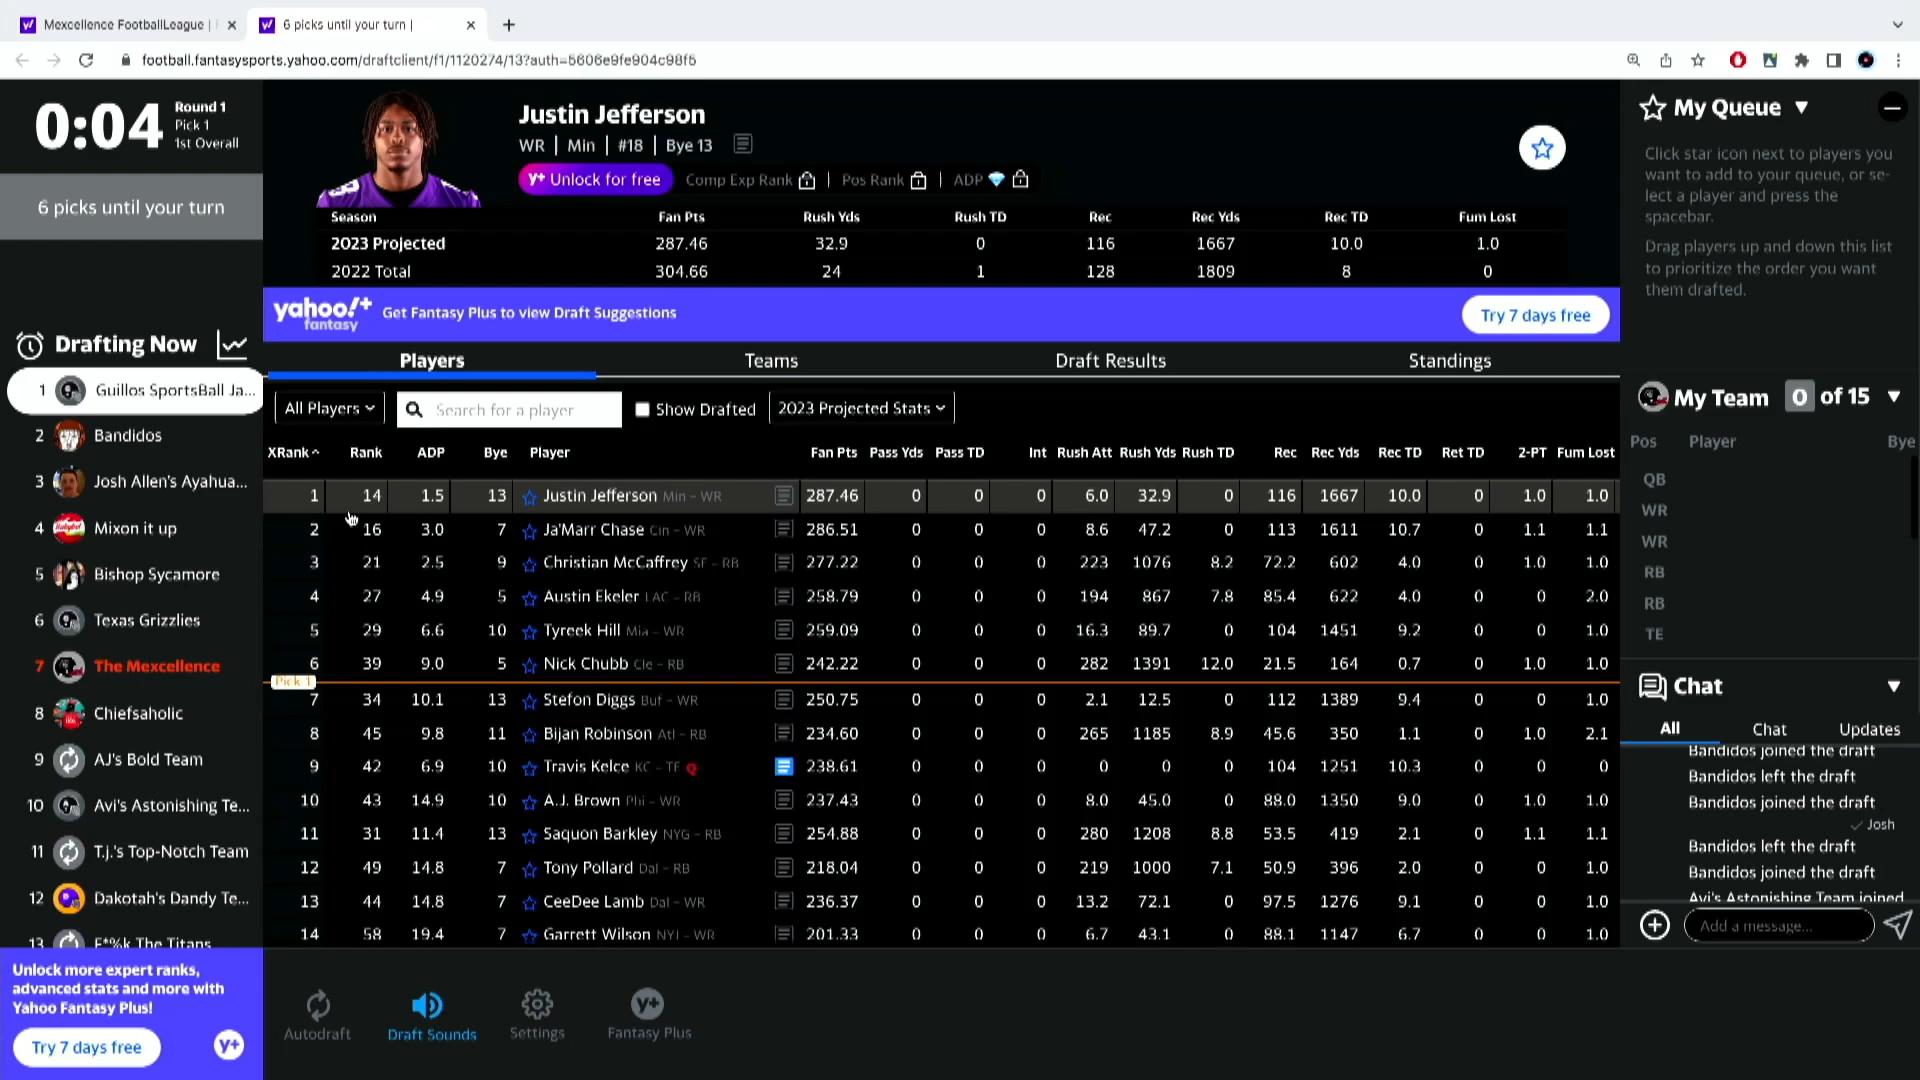 Mexcellence FootballLeague |
6 picks until your turn |
football.fantasysports.yahoo.com/draftclient/f1/1120274/13?auth=5606e9fe904c98f5
0:04
Round 1
Pick 1
1st Overall
6 picks until your turn
Drafting Now
1 Guillos SportsBall Ja...
2 Bandidos
3 Josh Allen's Ayahua...
4 Mixon it up
5 Bishop Sycamore
6 Texas Grizzlies
7 The Mexcellence
8 Chiefsaholic
9 AJ's Bold Team
10 Avi's Astonishing Te...
11 T.j.'s Top-Notch Team
12 Dakotah's Dandy Te...
13 F*%k The Titans
Unlock more expert ranks,
advanced stats and more with
Yahoo Fantasy Plus!
Try 7 days free y+
Justin Jefferson
WR | Min | #18 | Bye 13
y+ Unlock for free Comp Exp Rank | Pos Rank | ADP
Season Fan Pts Rush Yds Rush TD Rec Rec Yds Rec TD Fum Lost
2023 Projected 287.46 32.9 0 116 1667 10.0 1.0
2022 Total 304.66 24 1 128 1809 8 0
yahoo!+ fantasy Get Fantasy Plus to view Draft Suggestions Try 7 days free
Players Teams Draft Results Standings
All Players Search for a player Show Drafted 2023 Projected Stats
XRank Rank ADP Bye Player Fan Pts Pass Yds Pass TD Int Rush Att Rush Yds Rush TD Rec Rec Yds Rec TD Ret TD 2-PT Fum Lost
1 14 1.5 13 Justin Jefferson Min - WR 287.46 0 0 0 6.0 32.9 0 116 1667 10.0 0 1.0 1.0
2 16 3.0 7 Ja'Marr Chase Cin - WR 286.51 0 0 0 8.6 47.2 0 113 1611 10.7 0 1.1 1.1
3 21 2.5 9 Christian McCaffrey SF - RB 277.22 0 0 0 223 1076 8.2 72.2 602 4.0 0 1.0 1.0
4 27 4.9 5 Austin Ekeler LAC - RB 258.79 0 0 0 194 867 7.8 85.4 622 4.0 0 0 2.0
5 29 6.6 10 Tyreek Hill Mia - WR 259.09 0 0 0 16.3 89.7 0 104 1451 9.2 0 0 1.0
6 39 9.0 5 Nick Chubb Cle - RB 242.22 0 0 0 282 1391 12.0 21.5 164 0.7 0 1.0 1.0
Pick 1
7 34 10.1 13 Stefon Diggs Buf - WR 250.75 0 0 0 2.1 12.5 0 112 1389 9.4 0 0 1.0
8 45 9.8 11 Bijan Robinson Atl - RB 234.60 0 0 0 265 1185 8.9 45.6 350 1.1 0 1.0 2.1
9 42 6.9 10 Travis Kelce KC - TE Q 238.61 0 0 0 0 0 0 104 1251 10.3 0 0 0
10 43 14.9 10 A.J. Brown Phi - WR 237.43 0 0 0 8.0 45.0 0 88.0 1350 9.0 0 1.0 1.0
11 31 11.4 13 Saquon Barkley NYG - RB 254.88 0 0 0 280 1208 8.8 53.5 419 2.1 0 1.1 1.1
12 49 14.8 7 Tony Pollard Dal - RB 218.04 0 0 0 219 1000 7.1 50.9 396 2.0 0 0 1.0
13 44 14.8 7 CeeDee Lamb Dal - WR 236.37 0 0 0 13.2 72.1 0 97.5 1276 9.1 0 0 1.0
14 58 19.4 7 Garrett Wilson NYJ - WR 201.33 0 0 0 6.7 43.1 0 88.1 1147 6.7 0 0 1.0
Autodraft Draft Sounds Settings y+ Fantasy Plus
My Queue
Click star icon next to players you
want to add to your queue, or se-
lect a player and press the
spacebar.
Drag players up and down this list
to prioritize the order you want
them drafted.
My Team 0 of 15
Pos Player Bye
QB
WR
WR
RB
RB
TE
Chat
All Chat Updates
Bandidos joined the draft
Bandidos left the draft
Bandidos joined the draft
Josh
Bandidos left the draft
Bandidos joined the draft
Avi's Astonishing Team joined
Add a message...